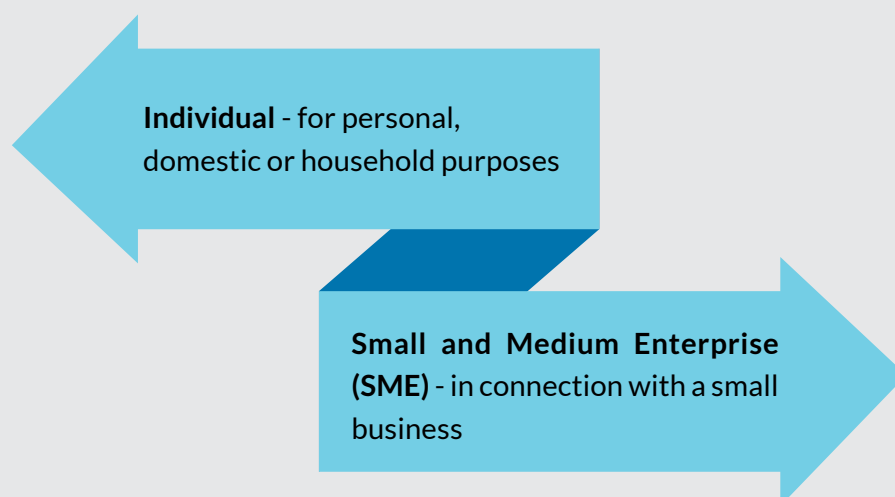 Individual - for personal,
domestic or household purposes
Small and Medium Enterprise
(SME) - in connection with a small
business